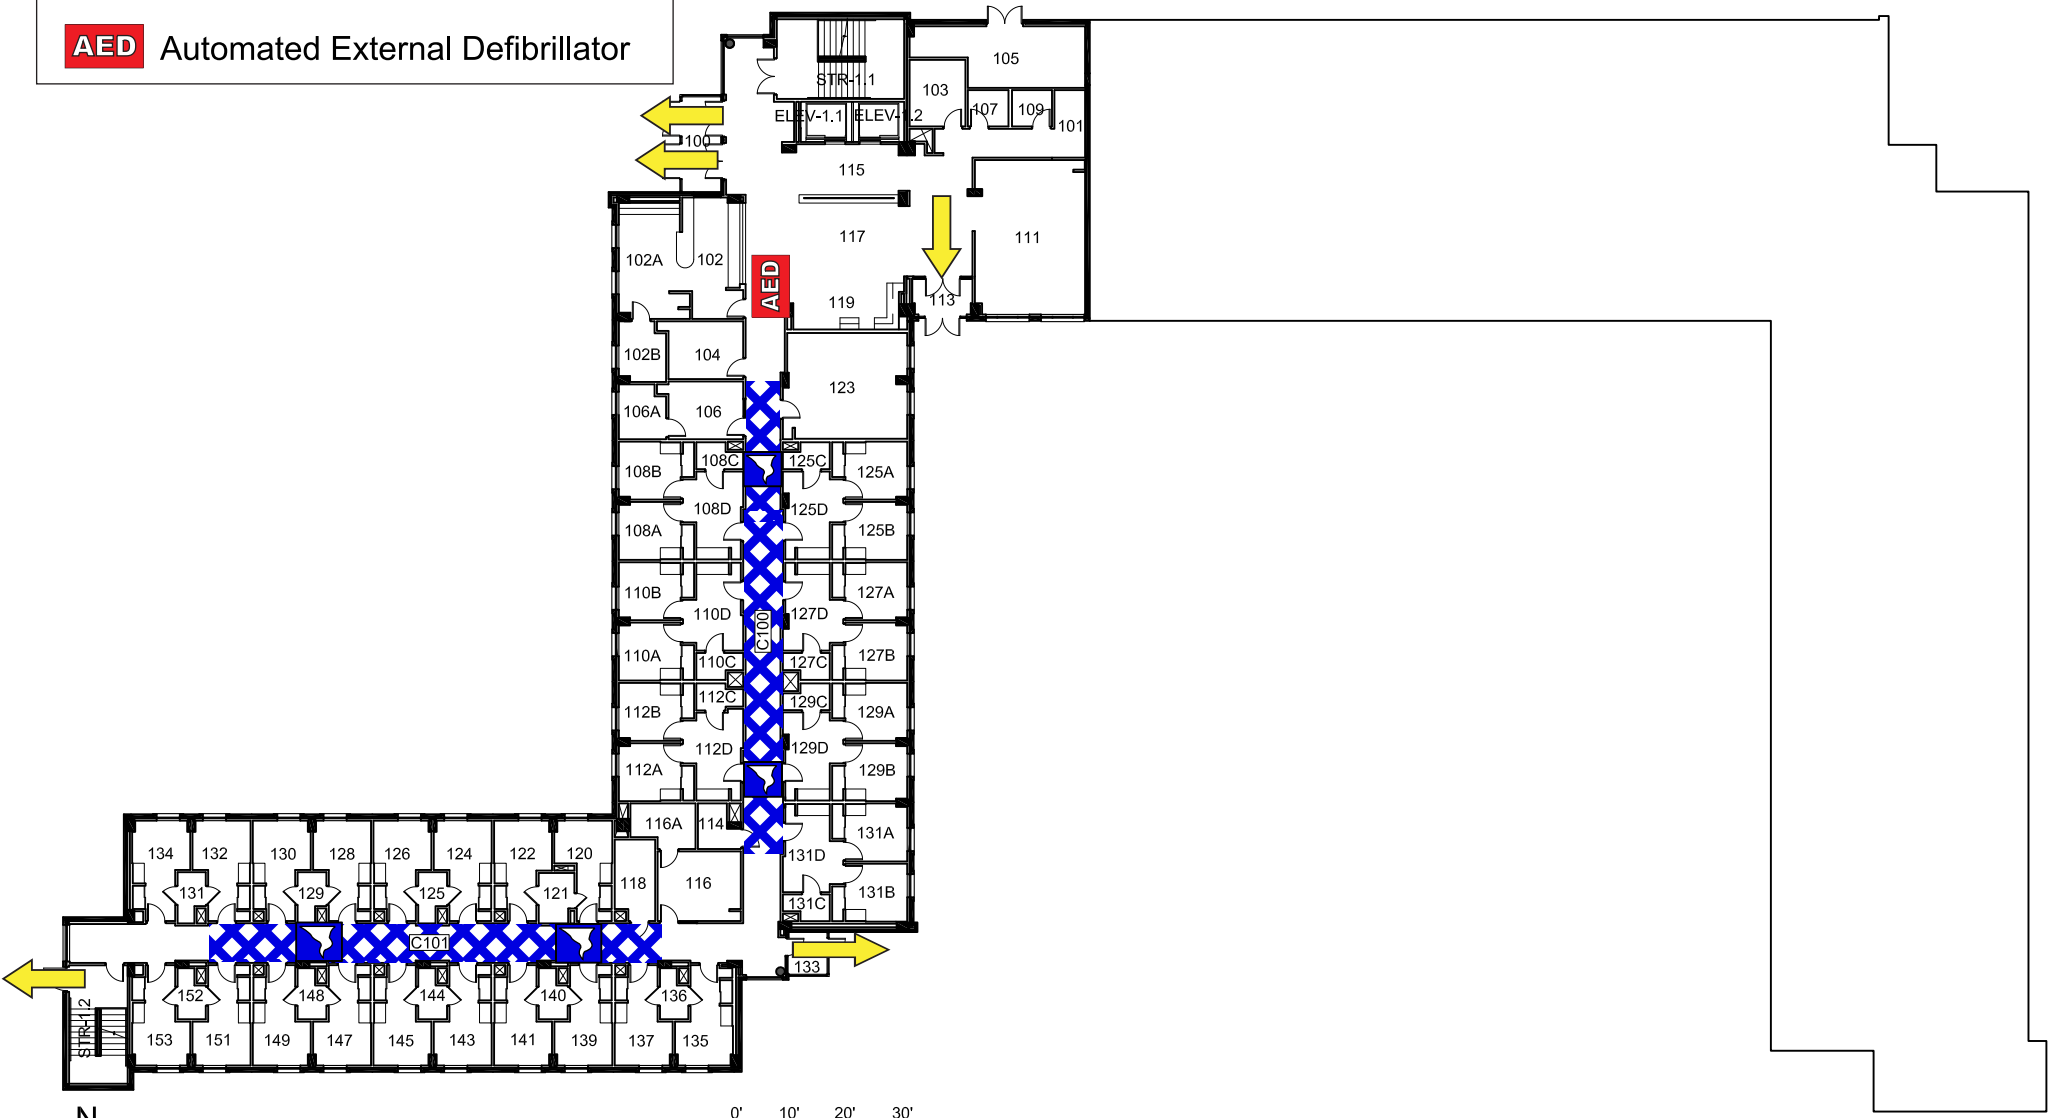 AED Automated External Defibrillator
STR-1.1
105
103
107
109
101
ELEV-1.1
ELEV-1.2
100
115
117
111
102A
102
AED
119
113
102B
104
123
106A
106
108B
108C
125C
125A
108D
125D
108A
125B
110B
127A
110D
C100
127D
110A
110C
127C
127B
112B
112C
129C
129A
112D
129D
112A
129B
116A
114
131A
131D
134
132
130
128
126
124
122
120
118
116
131
129
125
121
131C
131B
C101
133
152
148
144
140
136
STR-1.2
153
151
149
147
145
143
141
139
137
135
N
0' 10' 20' 30'